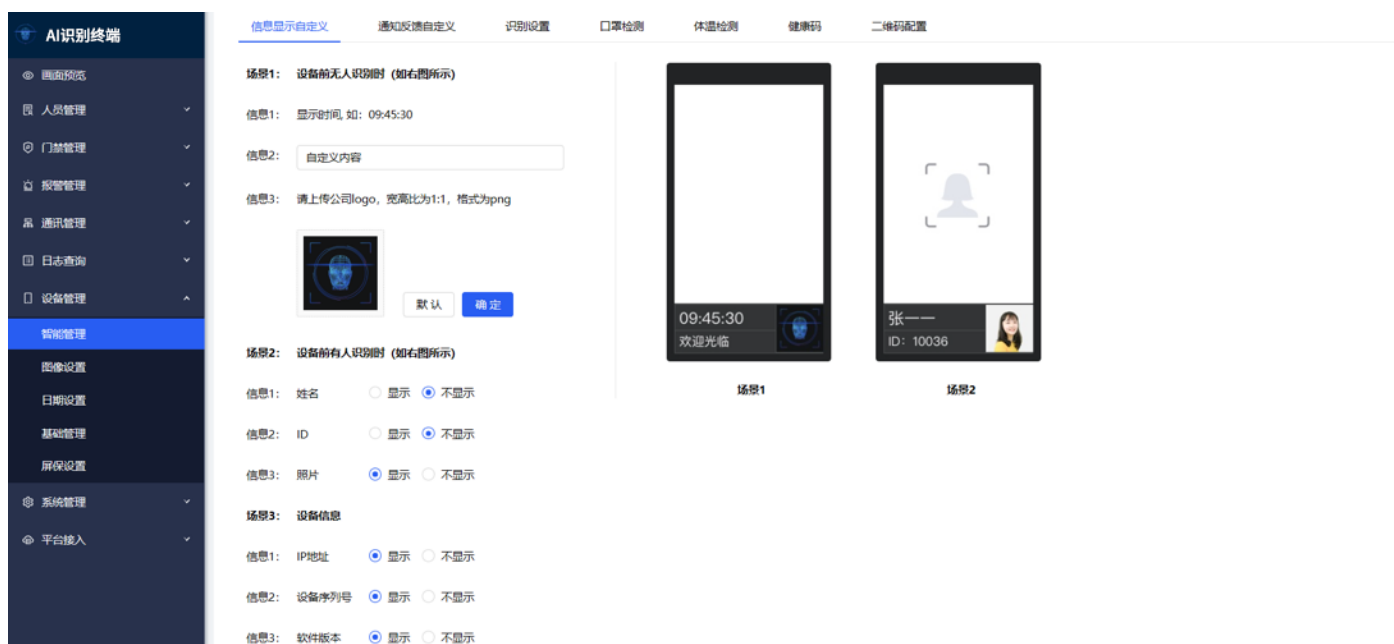 AI识别终端
画面预览
人员管理
门禁管理
报警管理
通讯管理
日志查询
设备管理
智能管理
图像设置
日期设置
基础管理
屏保设置
系统管理
平台接入
信息显示自定义 通知反馈自定义 识别设置 口罩检测 体温检测 健康码 二维码配置
场景1： 设备前无人识别时 (如右图所示)
信息1： 显示时间, 如：09:45:30
信息2： 自定义内容
信息3： 请上传公司logo，宽高比为1:1，格式为png
默认 确定
场景2： 设备前有人识别时 (如右图所示)
信息1： 姓名 显示 不显示
信息2： ID 显示 不显示
信息3： 照片 显示 不显示
场景3： 设备信息
信息1： IP地址 显示 不显示
信息2： 设备序列号 显示 不显示
信息3： 软件版本 显示 不显示
09:45:30
欢迎光临
场景1
张一一
ID：10036
场景2